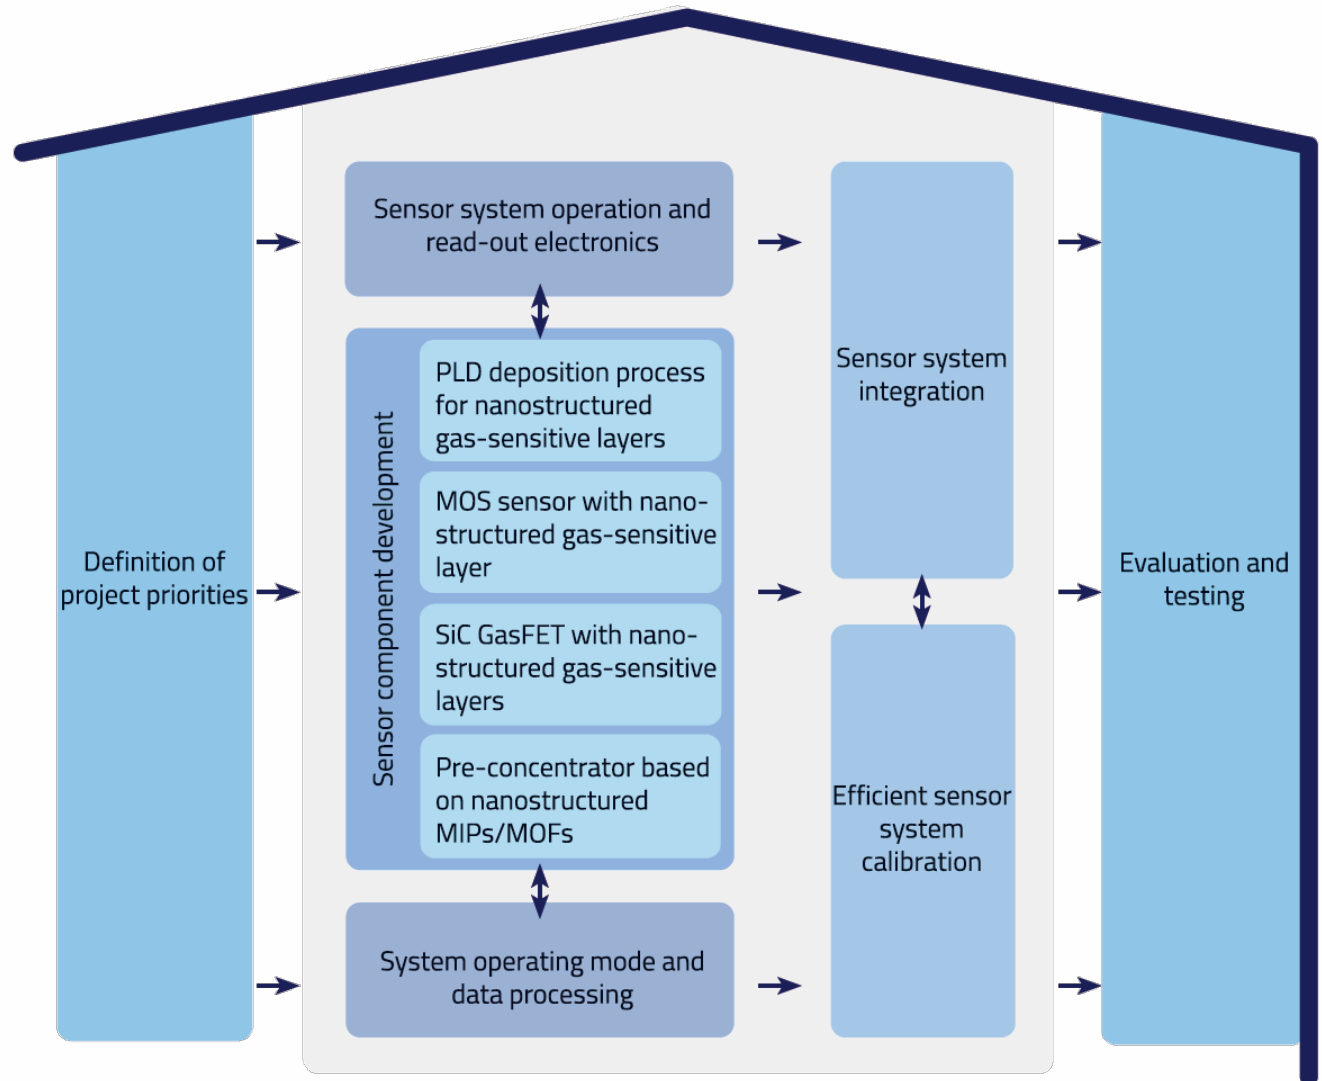 Definition of
project priorities
Sensor system operation and
read-out electronics
Sensor component development
PLD deposition process
for nanostructured
gas-sensitive layers
MOS sensor with nano-
structured gas-sensitive
layer
SiC GasFET with nano-
structured gas-sensitive
layers
Pre-concentrator based
on nanostructured
MIPs/MOFs
System operating mode and
data processing
Sensor system
integration
Efficient sensor
system
calibration
Evaluation and
testing